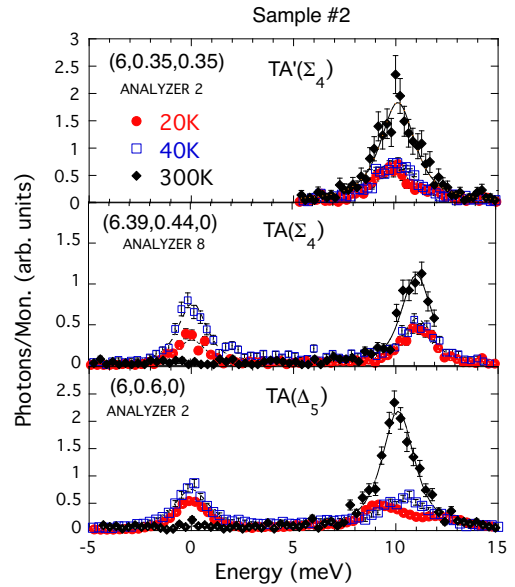 Sample #2
Photons/Mon. (arb. units)
3
2.5
2
1.5
1
0.5
0
(6,0.35,0.35)
TA'(Σ₄)
ANALYZER 2
20K
40K
300K
1.5
1
0.5
0
(6.39,0.44,0)
TA(Σ₄)
ANALYZER 8
2.5
2
1.5
1
0.5
0
(6,0.6,0)
TA(Δ₅)
ANALYZER 2
-5 0 5 10 15
Energy (meV)